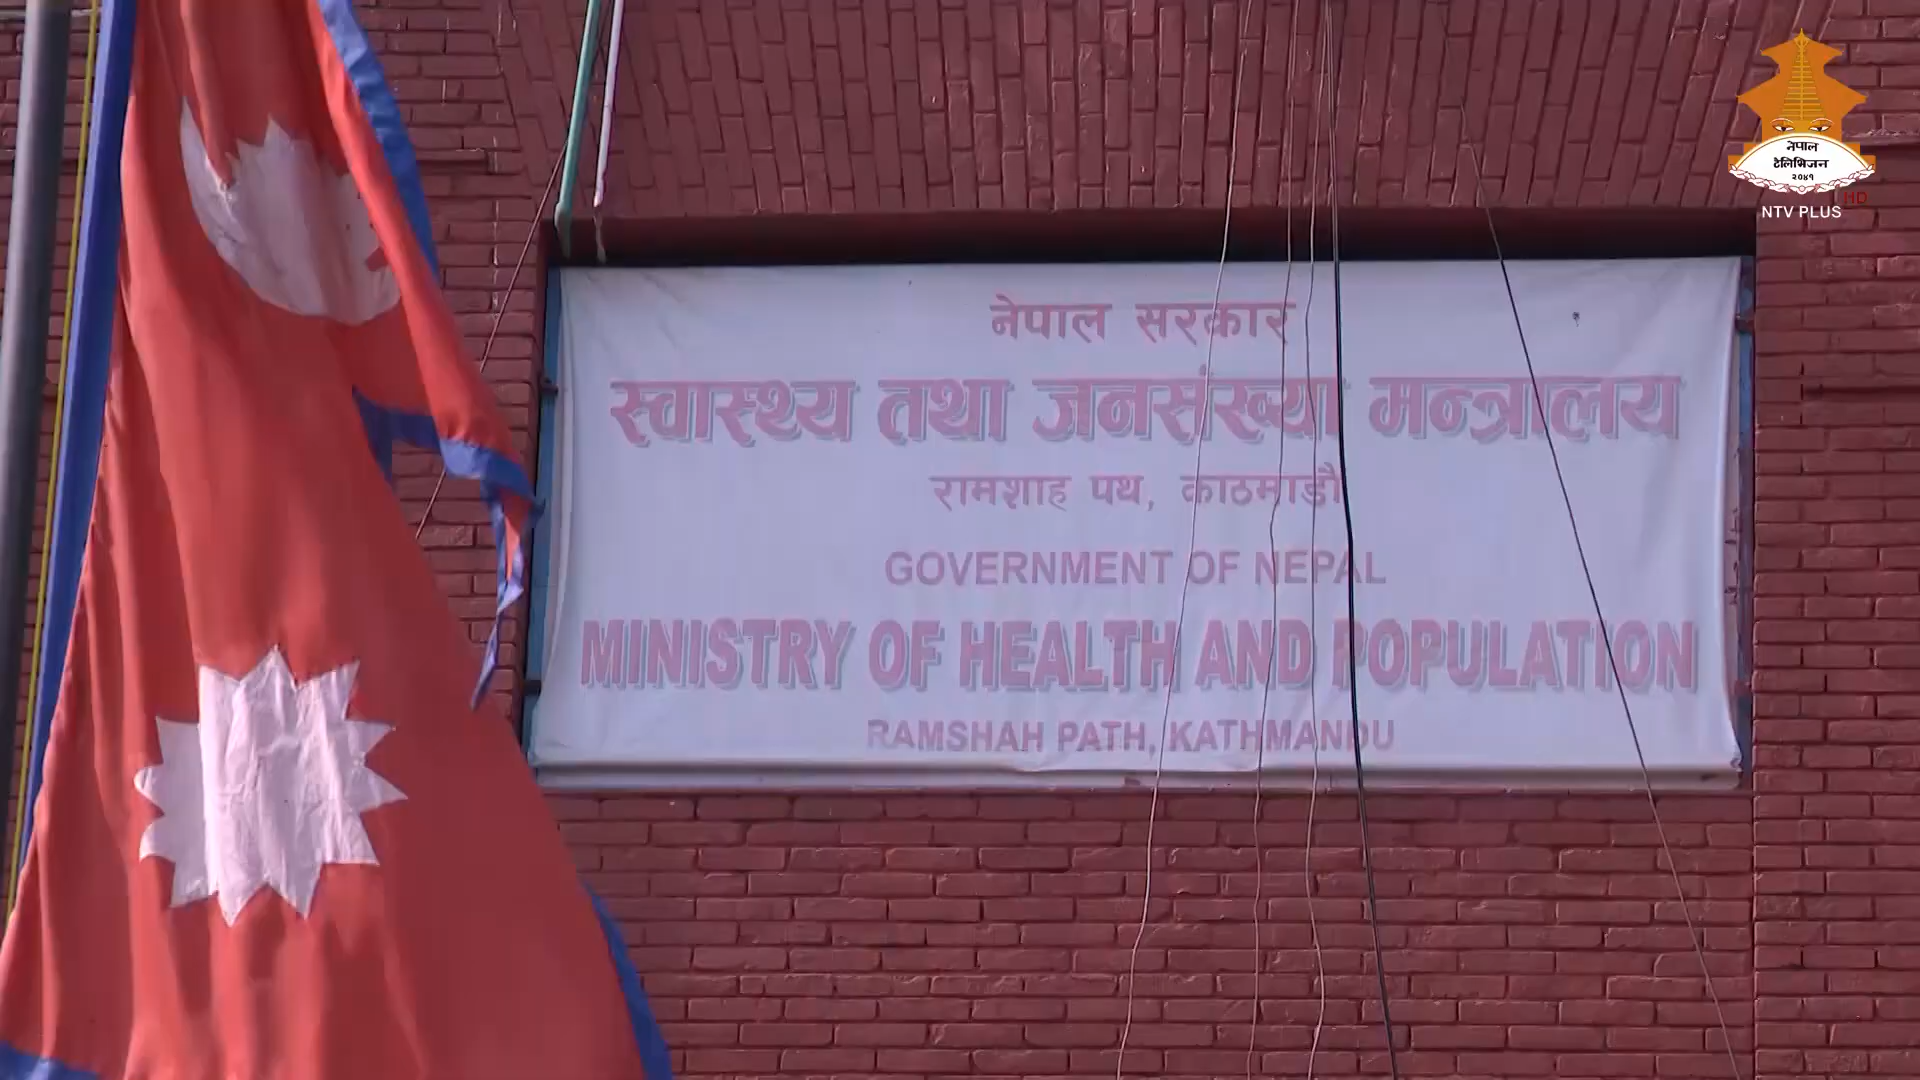 नेपाल सरकार
स्वास्थ्य तथा जनसंख्या मन्त्रालय
रामशाह पथ, काठमाडौं
GOVERNMENT OF NEPAL
MINISTRY OF HEALTH AND POPULATION
RAMSHAH PATH, KATHMANDU
नेपाल
टेलिभिजन
२०४१
HD
NTV PLUS